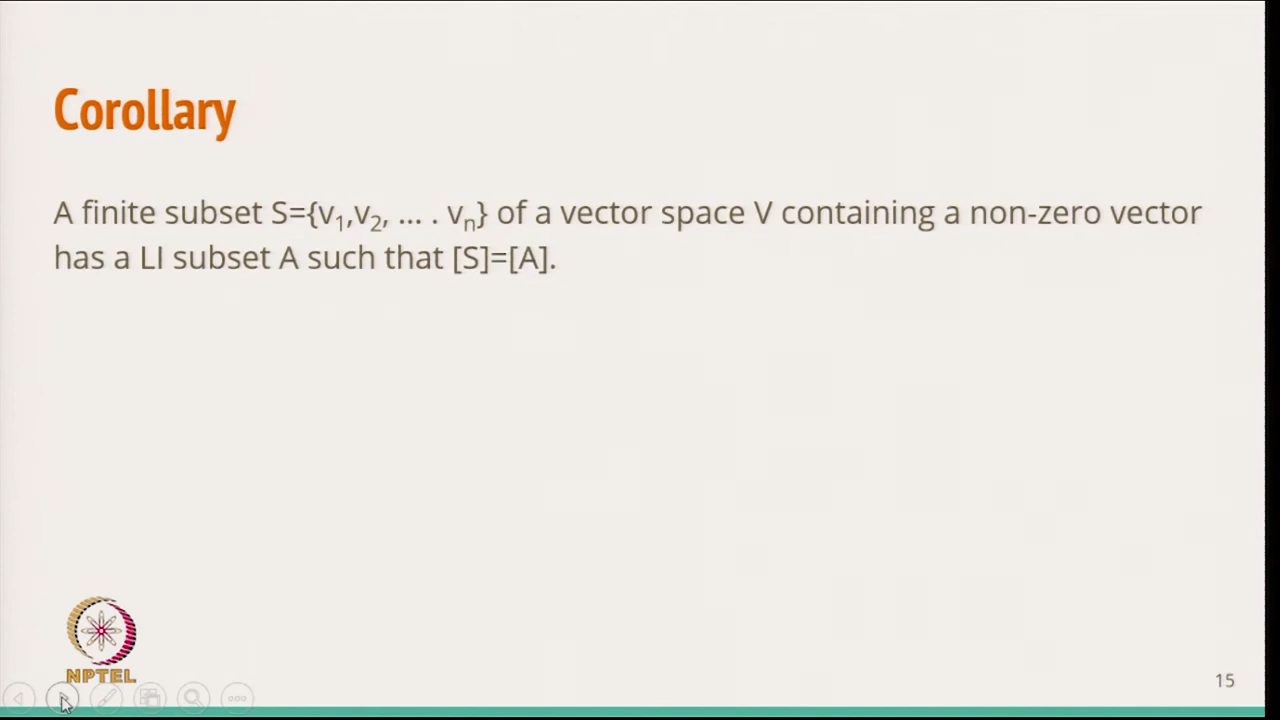 Corollary
A finite subset S={v₁,v₂, ... . vₙ} of a vector space V containing a non-zero vector
has a LI subset A such that [S]=[A].
NPTEL
15